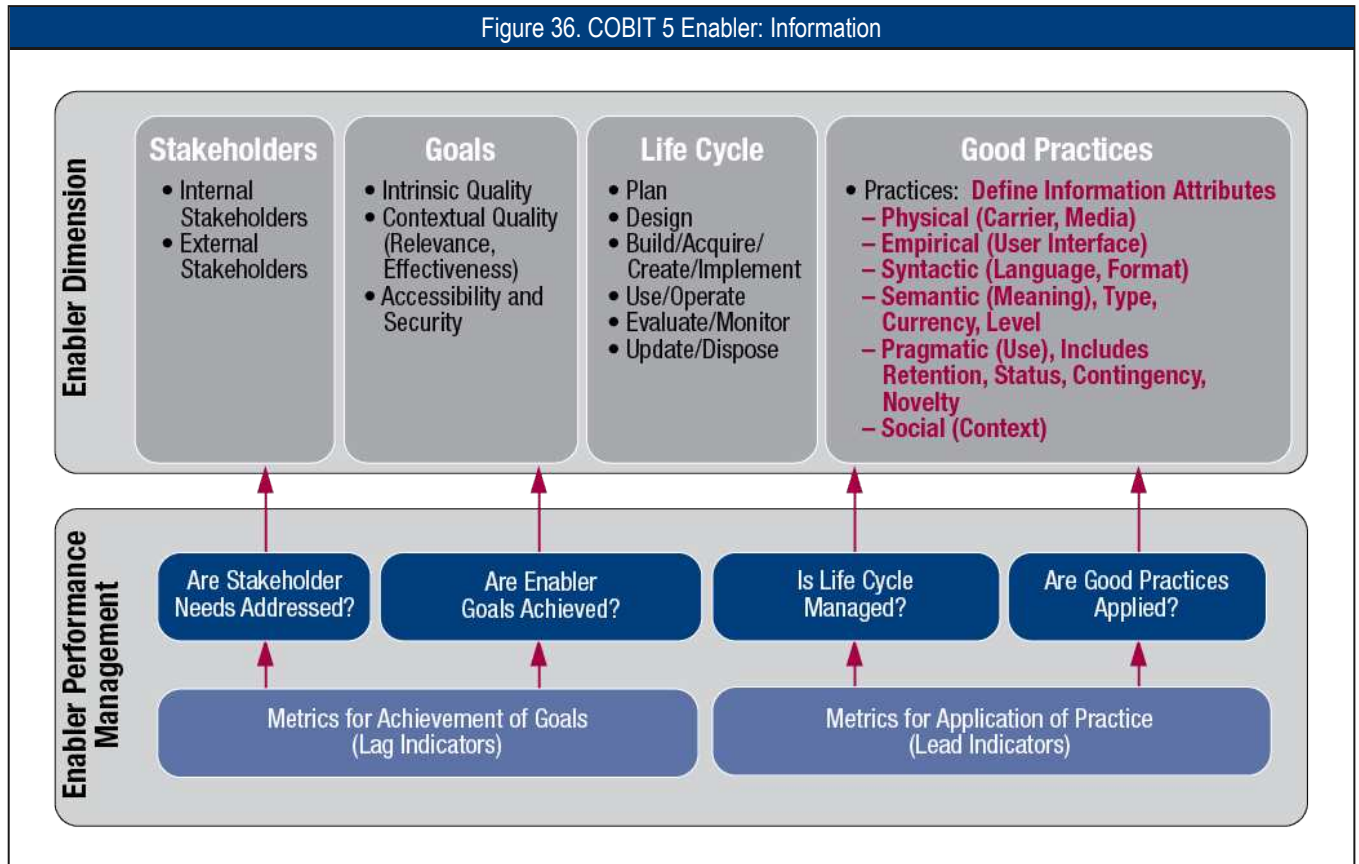 Figure 36. COBIT 5 Enabler: Information
Enabler Dimension
Stakeholders
• Internal
Stakeholders
• External
Stakeholders
Goals
• Intrinsic Quality
• Contextual Quality
(Relevance,
Effectiveness)
• Accessibility and
Security
Life Cycle
• Plan
• Design
• Build/Acquire/
Create/Implement
• Use/Operate
• Evaluate/Monitor
• Update/Dispose
Good Practices
• Practices: Define Information Attributes
– Physical (Carrier, Media)
– Empirical (User Interface)
– Syntactic (Language, Format)
– Semantic (Meaning), Type,
Currency, Level
– Pragmatic (Use), Includes
Retention, Status, Contingency,
Novelty
– Social (Context)
Enabler Performance
Management
Are Stakeholder
Needs Addressed?
Are Enabler
Goals Achieved?
Is Life Cycle
Managed?
Are Good Practices
Applied?
Metrics for Achievement of Goals
(Lag Indicators)
Metrics for Application of Practice
(Lead Indicators)